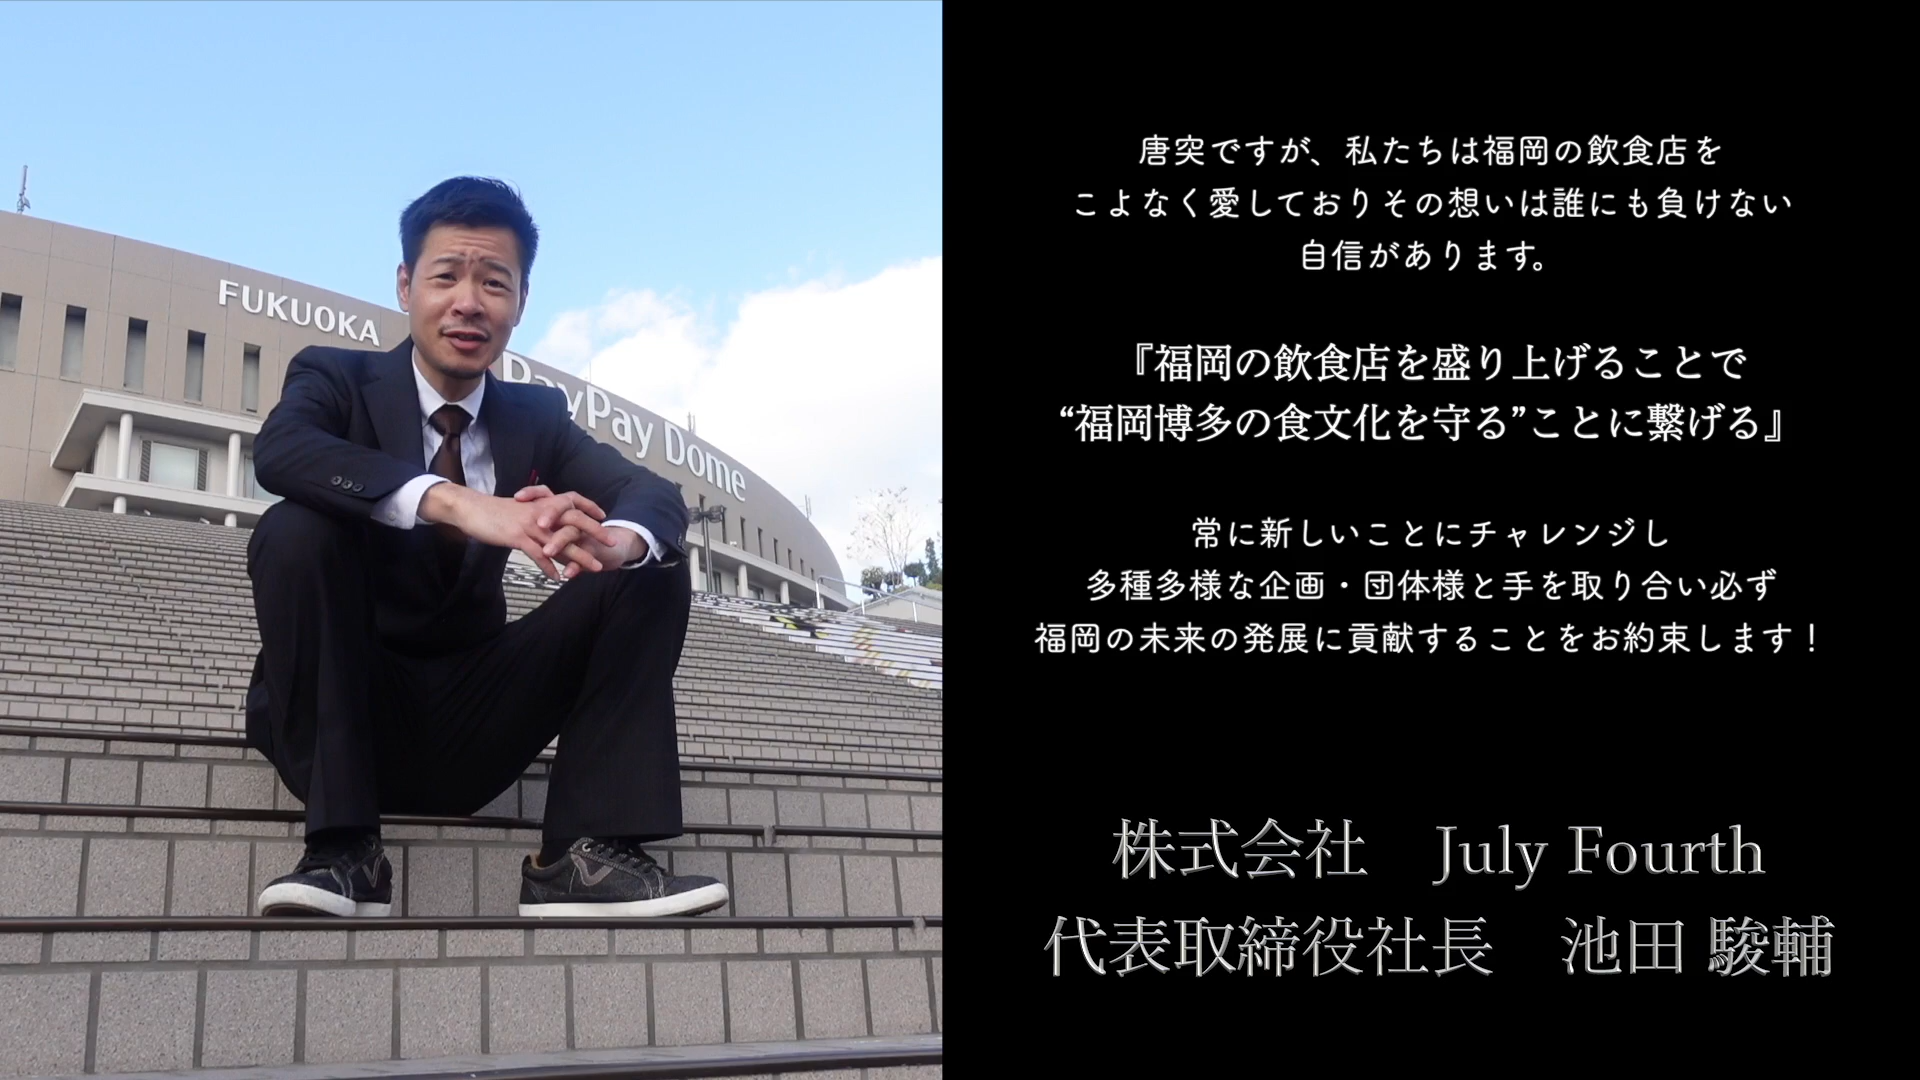 FUKUOKA
PayPay Dome
唐突ですが、私たちは福岡の飲食店を
こよなく愛しておりその想いは誰にも負けない
自信があります。
『福岡の飲食店を盛り上げることで
“福岡博多の食文化を守る”ことに繋げる』
常に新しいことにチャレンジし
多種多様な企画・団体様と手を取り合い必ず
福岡の未来の発展に貢献することをお約束します！
株式会社　July Fourth
代表取締役社長　池田 駿輔